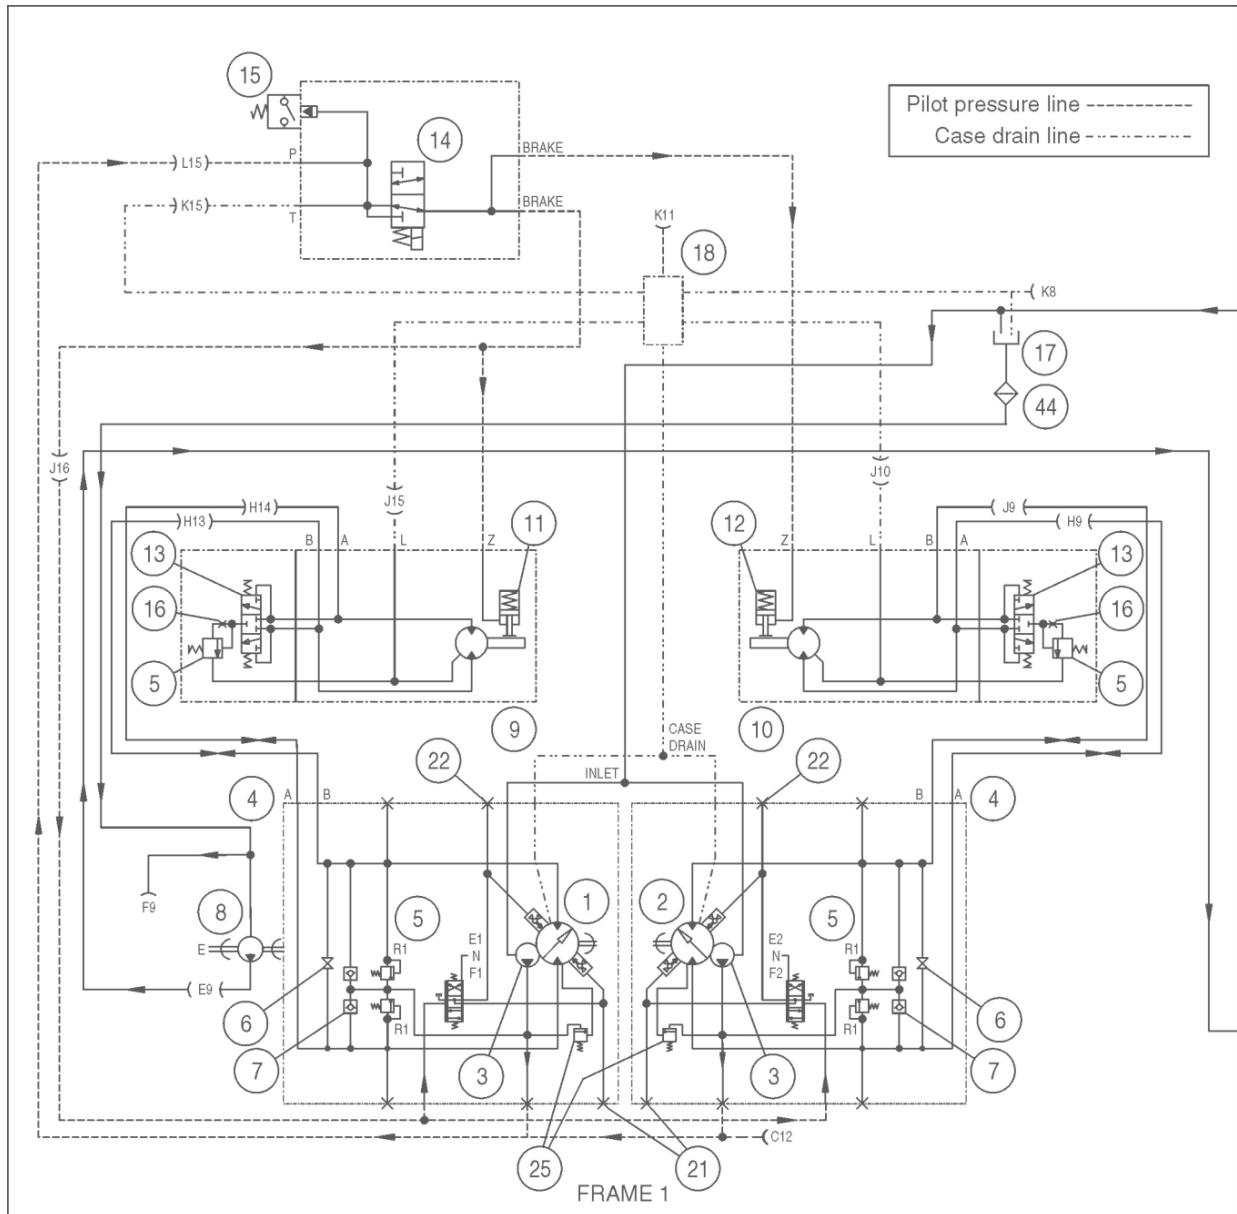 15
Pilot pressure line
Case drain line
14
BRAKE
L15
P
K15
T
BRAKE
K11
18
K8
17
44
J16
J15
J10
H14
H13
11
12
J9
H9
13
B
A
L
Z
Z
L
B
A
13
16
16
5
5
9
10
CASE
DRAIN
22
INLET
22
4
A
B
B
A
4
1
2
F9
8
5
E1
N
F1
E2
N
F2
5
R1
R1
E
E9
6
R1
R1
6
7
3
3
7
C12
25
21
FRAME 1